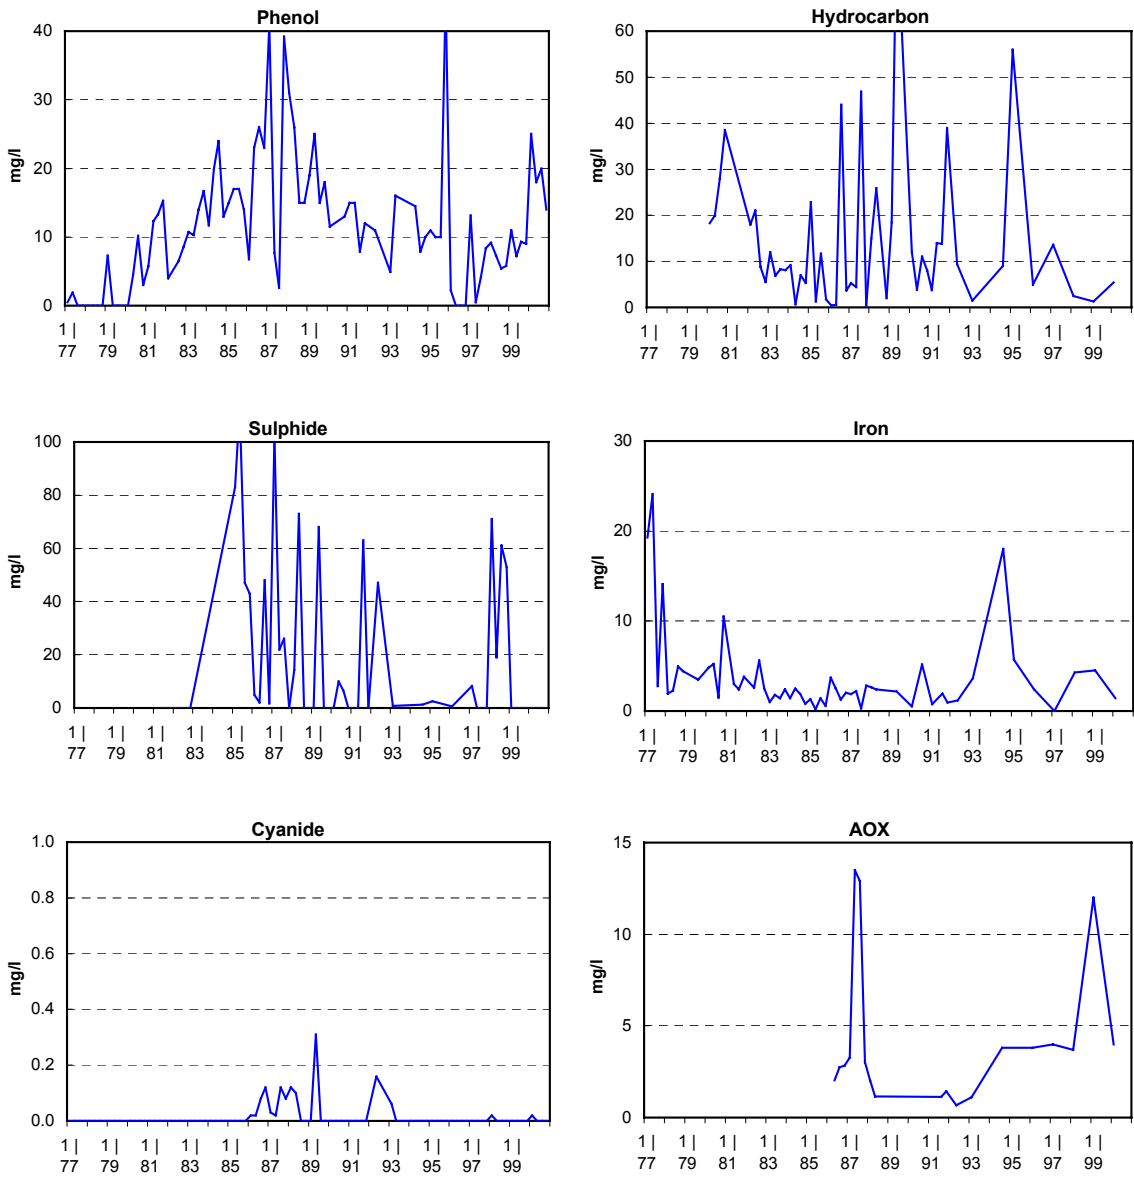 Phenol
40
30
20
10
0
mg/l
1 | 1 | 1 | 1 | 1 | 1 | 1 | 1 | 1 | 1 | 1 | 1 |
77 79 81 83 85 87 89 91 93 95 97 99
Hydrocarbon
60
50
40
30
20
10
0
mg/l
1 | 1 | 1 | 1 | 1 | 1 | 1 | 1 | 1 | 1 | 1 | 1 |
77 79 81 83 85 87 89 91 93 95 97 99
Sulphide
100
80
60
40
20
0
mg/l
1 | 1 | 1 | 1 | 1 | 1 | 1 | 1 | 1 | 1 | 1 | 1 |
77 79 81 83 85 87 89 91 93 95 97 99
Iron
30
20
10
0
mg/l
1 | 1 | 1 | 1 | 1 | 1 | 1 | 1 | 1 | 1 | 1 | 1 |
77 79 81 83 85 87 89 91 93 95 97 99
Cyanide
1.0
0.8
0.6
0.4
0.2
0.0
mg/l
1 | 1 | 1 | 1 | 1 | 1 | 1 | 1 | 1 | 1 | 1 | 1 |
77 79 81 83 85 87 89 91 93 95 97 99
AOX
15
10
5
0
mg/l
1 | 1 | 1 | 1 | 1 | 1 | 1 | 1 | 1 | 1 | 1 | 1 |
77 79 81 83 85 87 89 91 93 95 97 99